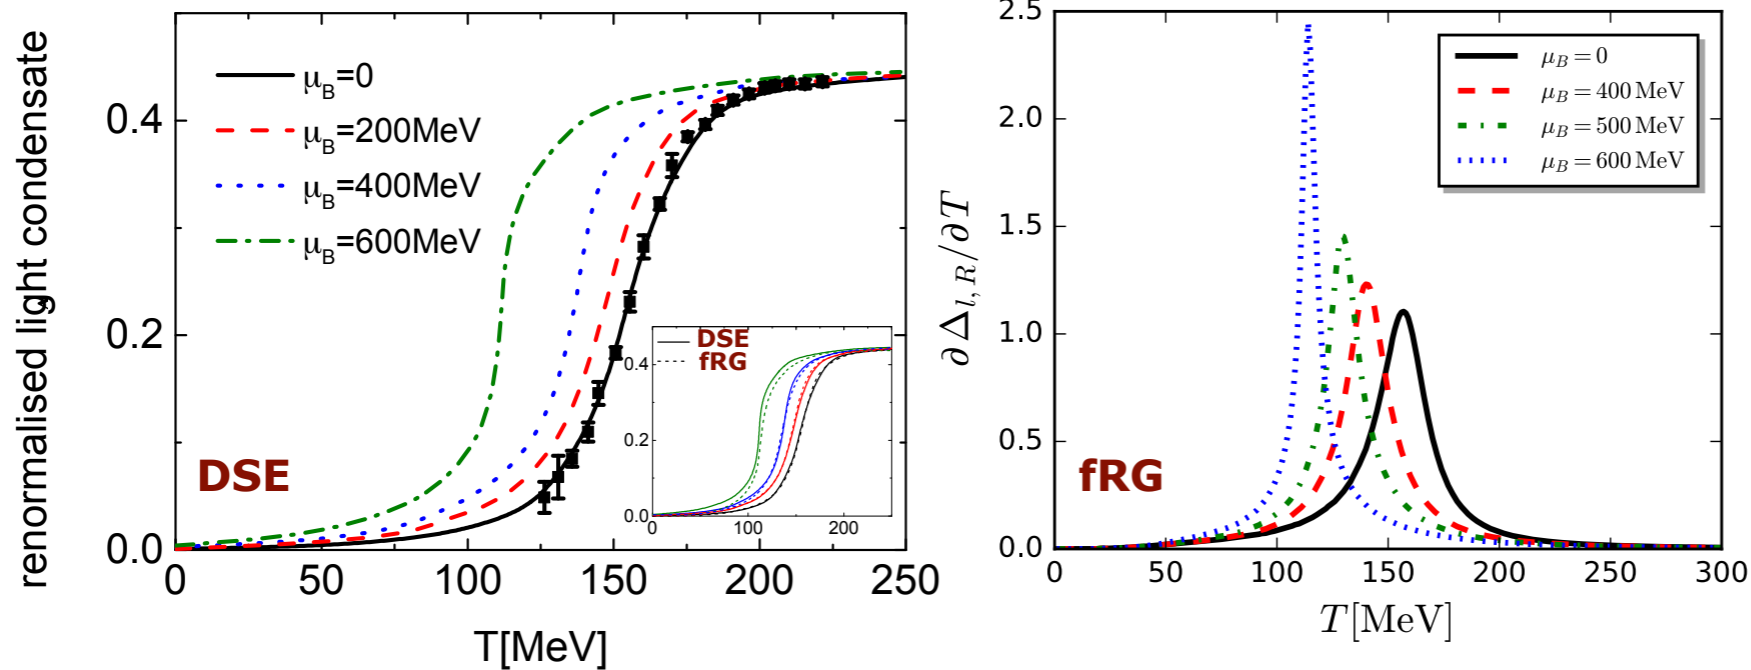 renormalised light condensate
μB=0
μB=200MeV
μB=400MeV
μB=600MeV
DSE
0.4
0.2
0.0
0 50 100 150 200 250
T[MeV]
DSE
fRG
0.4
0.2
0.0
0 100 200
∂Δl,R/∂T
2.5
2.0
1.5
1.0
0.5
0.0
μB = 0
μB = 400 MeV
μB = 500 MeV
μB = 600 MeV
fRG
0 50 100 150 200 250 300
T[MeV]